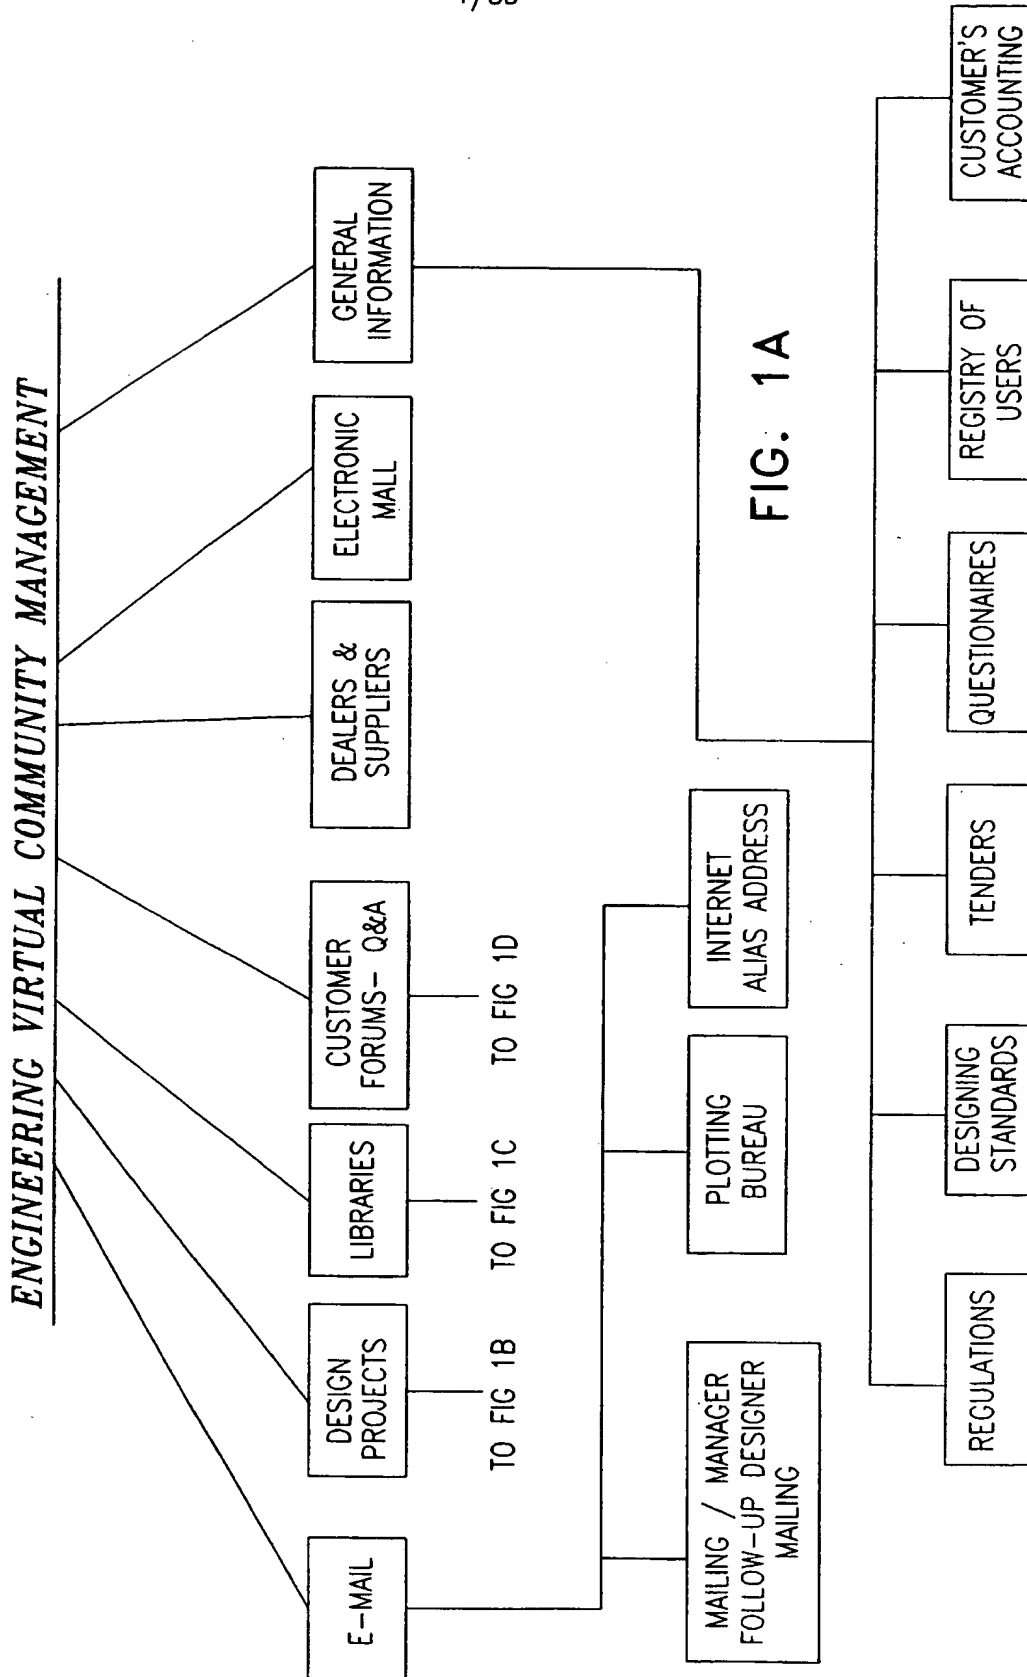 ENGINEERING VIRTUAL COMMUNITY MANAGEMENT
E-MAIL
DESIGN
PROJECTS
LIBRARIES
CUSTOMER
FORUMS- Q&A
DEALERS &
SUPPLIERS
ELECTRONIC
MALL
GENERAL
INFORMATION
TO FIG 1B
TO FIG 1C
TO FIG 1D
MAILING / MANAGER
FOLLOW-UP DESIGNER
MAILING
PLOTTING
BUREAU
INTERNET
ALIAS ADDRESS
FIG. 1A
REGULATIONS
DESIGNING
STANDARDS
TENDERS
QUESTIONAIRES
REGISTRY OF
USERS
CUSTOMER'S
ACCOUNTING